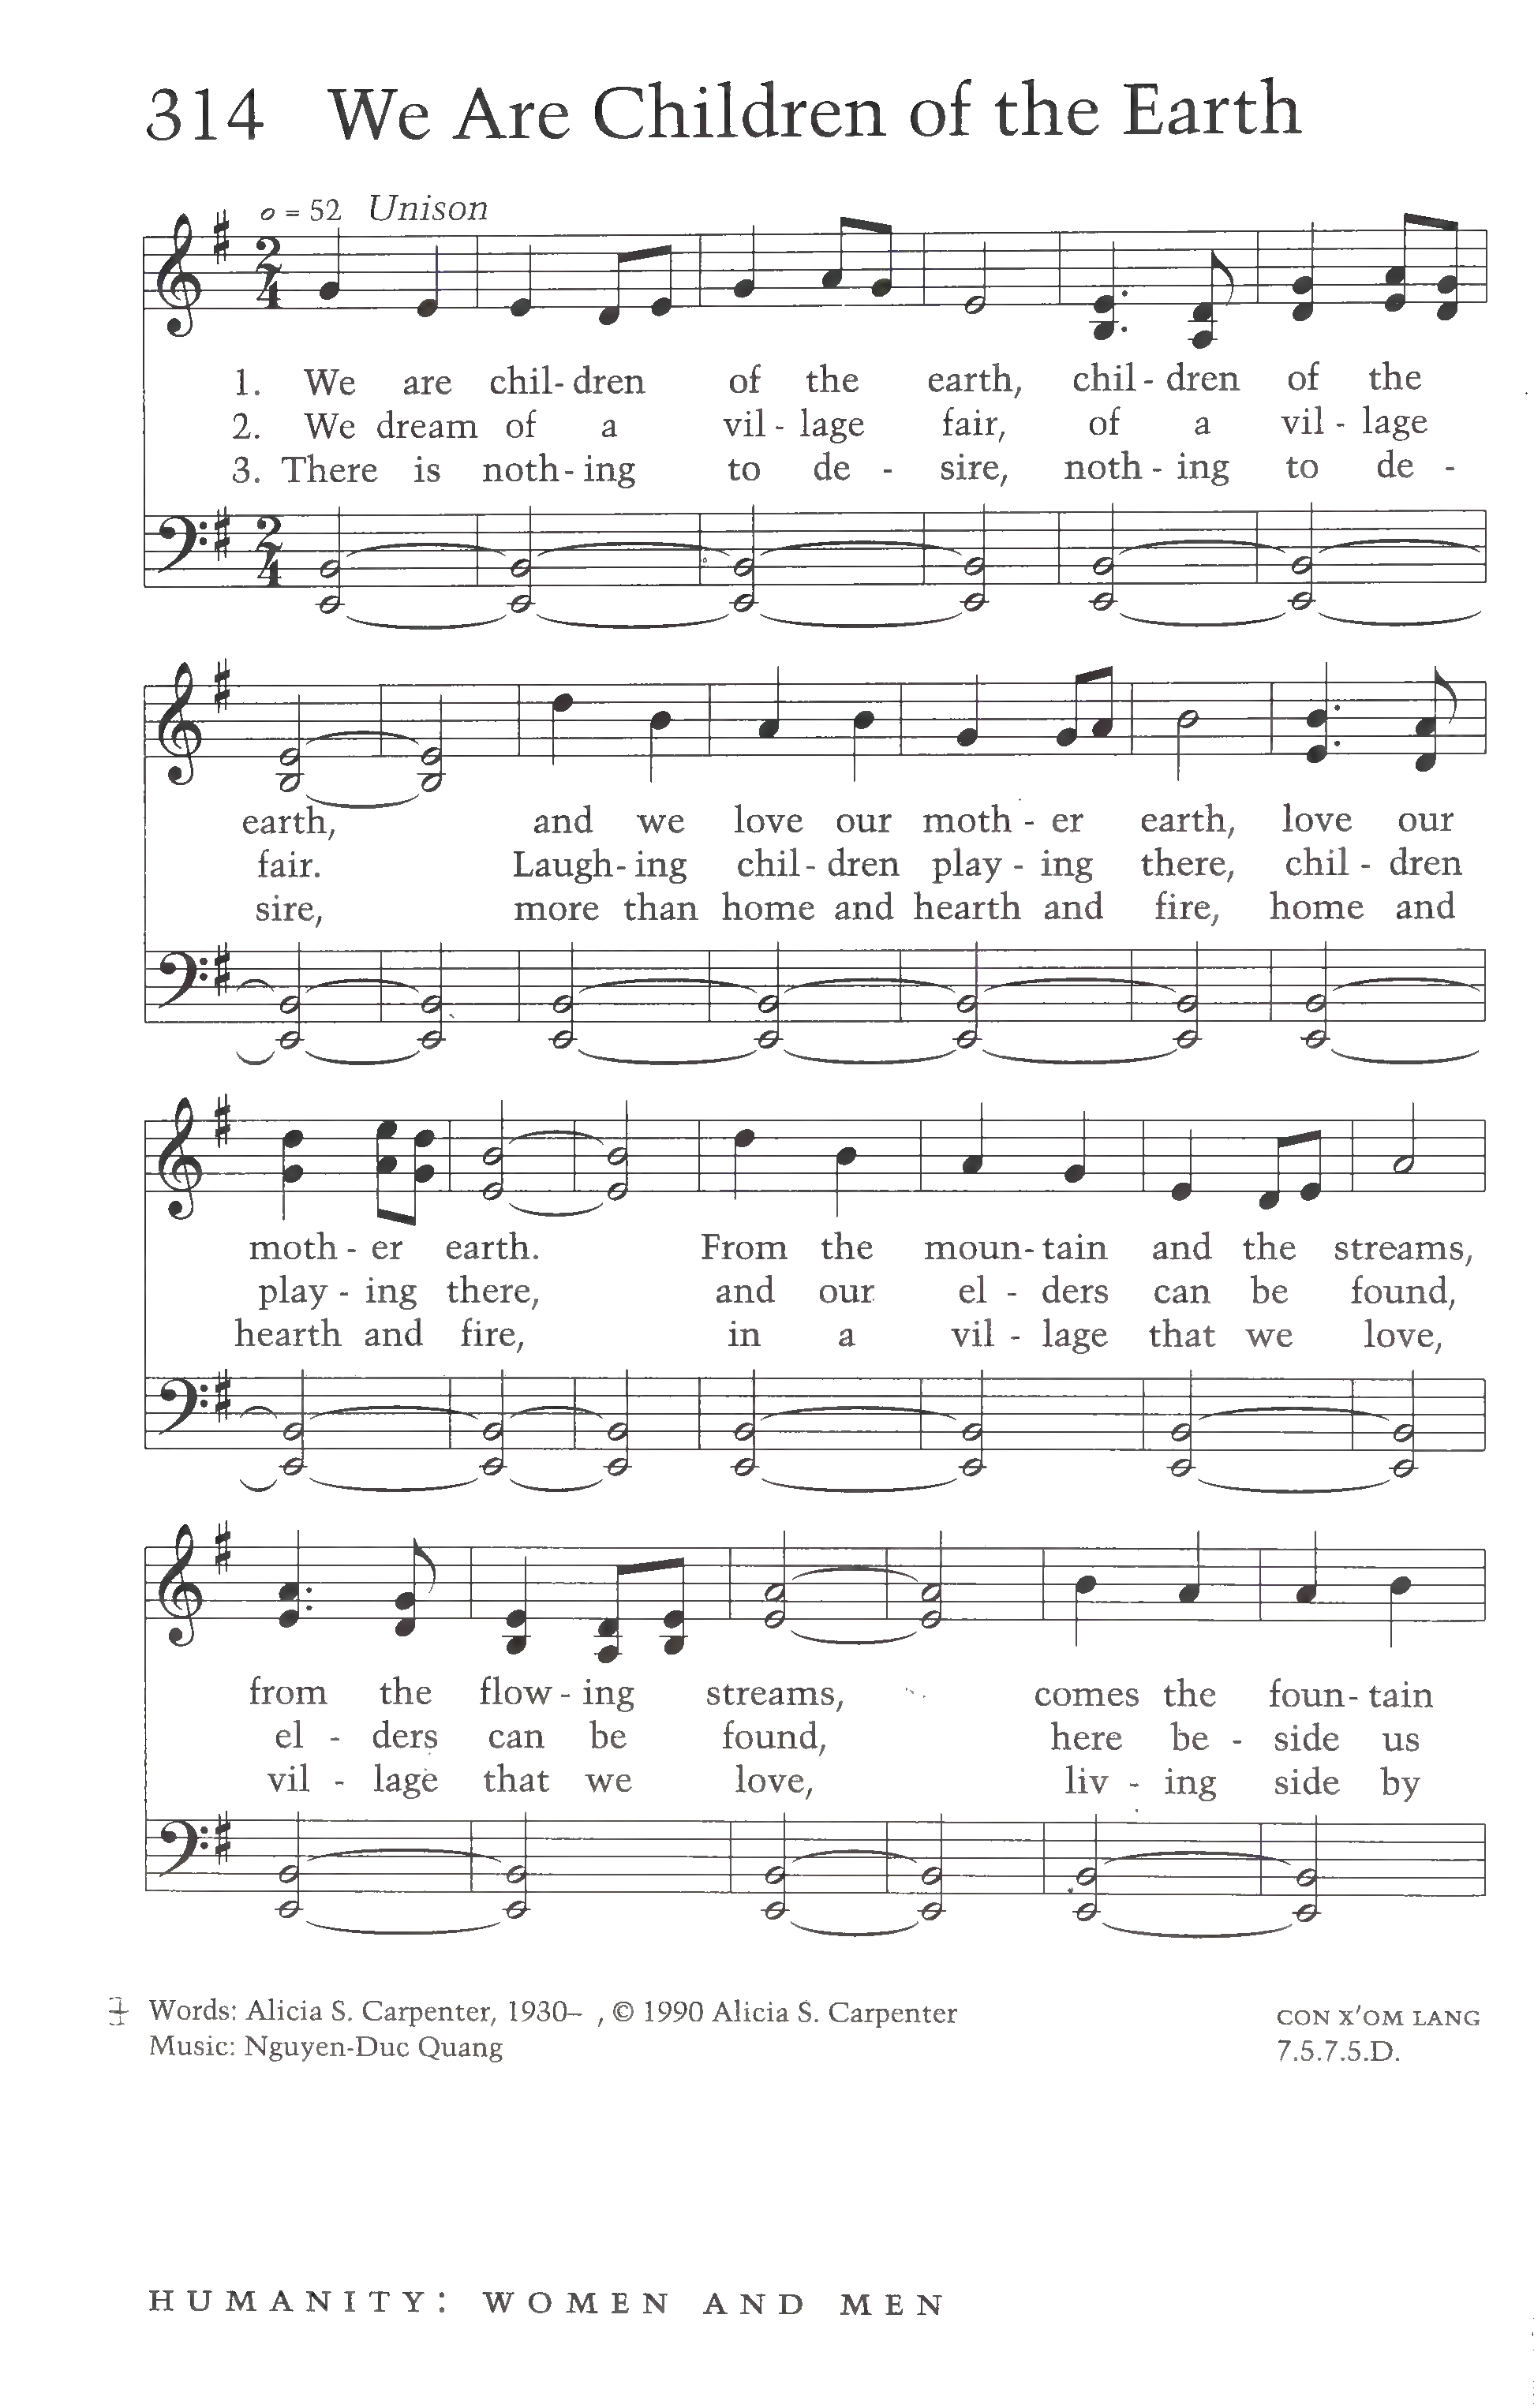 314 We Are Children of the Earth
𝅝 = 52 Unison
2
4
1. We are chil- dren of the earth, chil - dren of the
2. We dream of a vil - lage fair, of a vil - lage
3. There is noth- ing to de - sire, noth - ing to de -
2
4
earth, and we love our moth - er earth, love our
fair. Laugh- ing chil- dren play - ing there, chil - dren
sire, more than home and hearth and fire, home and
moth - er earth. From the moun- tain and the streams,
play - ing there, and our el - ders can be found,
hearth and fire, in a vil - lage that we love,
from the flow - ing streams, comes the foun- tain
el - ders can be found, here be - side us
vil - lage that we love, liv - ing side by
Words: Alicia S. Carpenter, 1930– , © 1990 Alicia S. Carpenter
Music: Nguyen-Duc Quang
CON X'OM LANG
7.5.7.5.D.
HUMANITY: WOMEN AND MEN